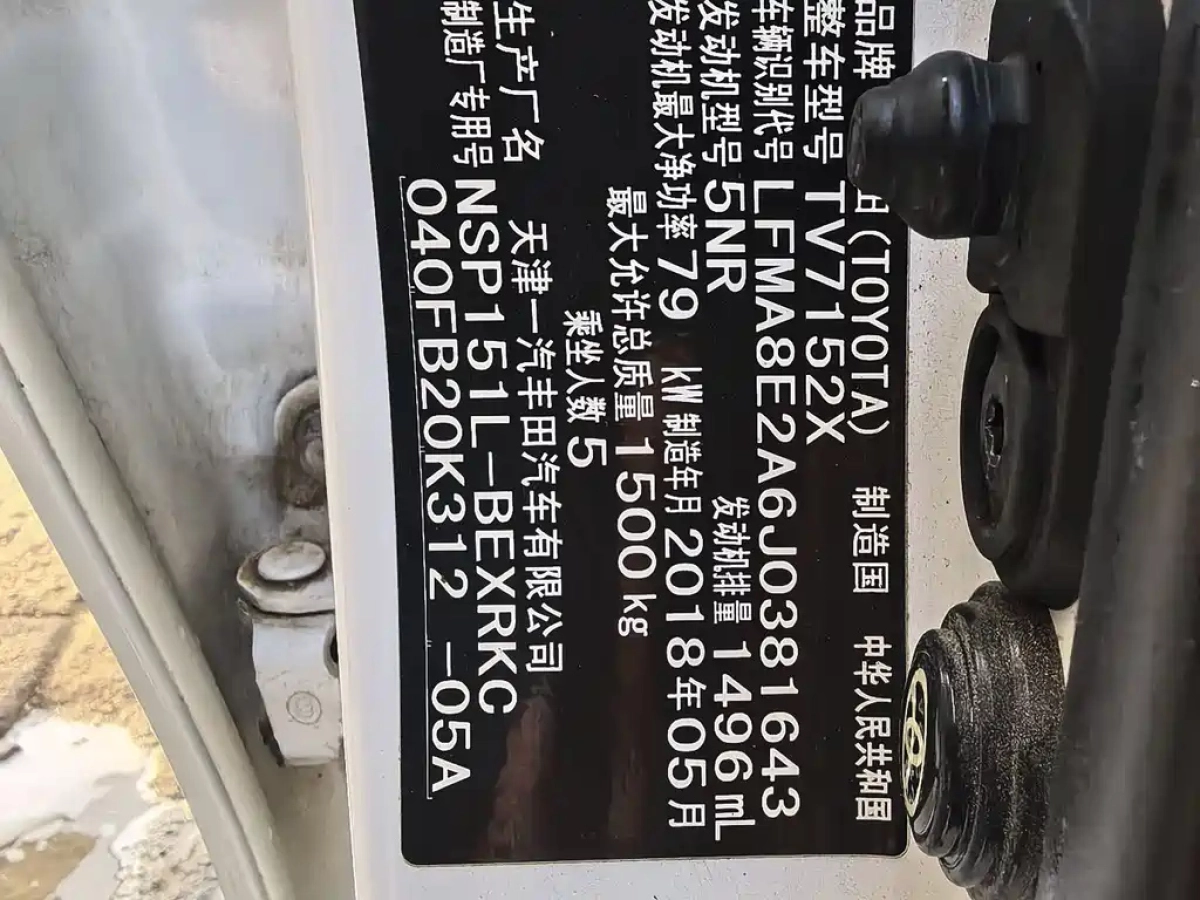 品牌 田(TOYOTA) 制造国 中华人民共和国
整车型号 TV7152X
车辆识别代号 LFMA8E2A6J0381643
发动机型号 5NR 发动机排量 1496 mL
发动机最大净功率 79 kW 制造年月 2018年05月
最大允许总质量 1500 kg
乘坐人数 5
生产厂名 天津一汽丰田汽车有限公司
制造厂专用号 NSP151L-BEXRKC
040FB20K312 -05A